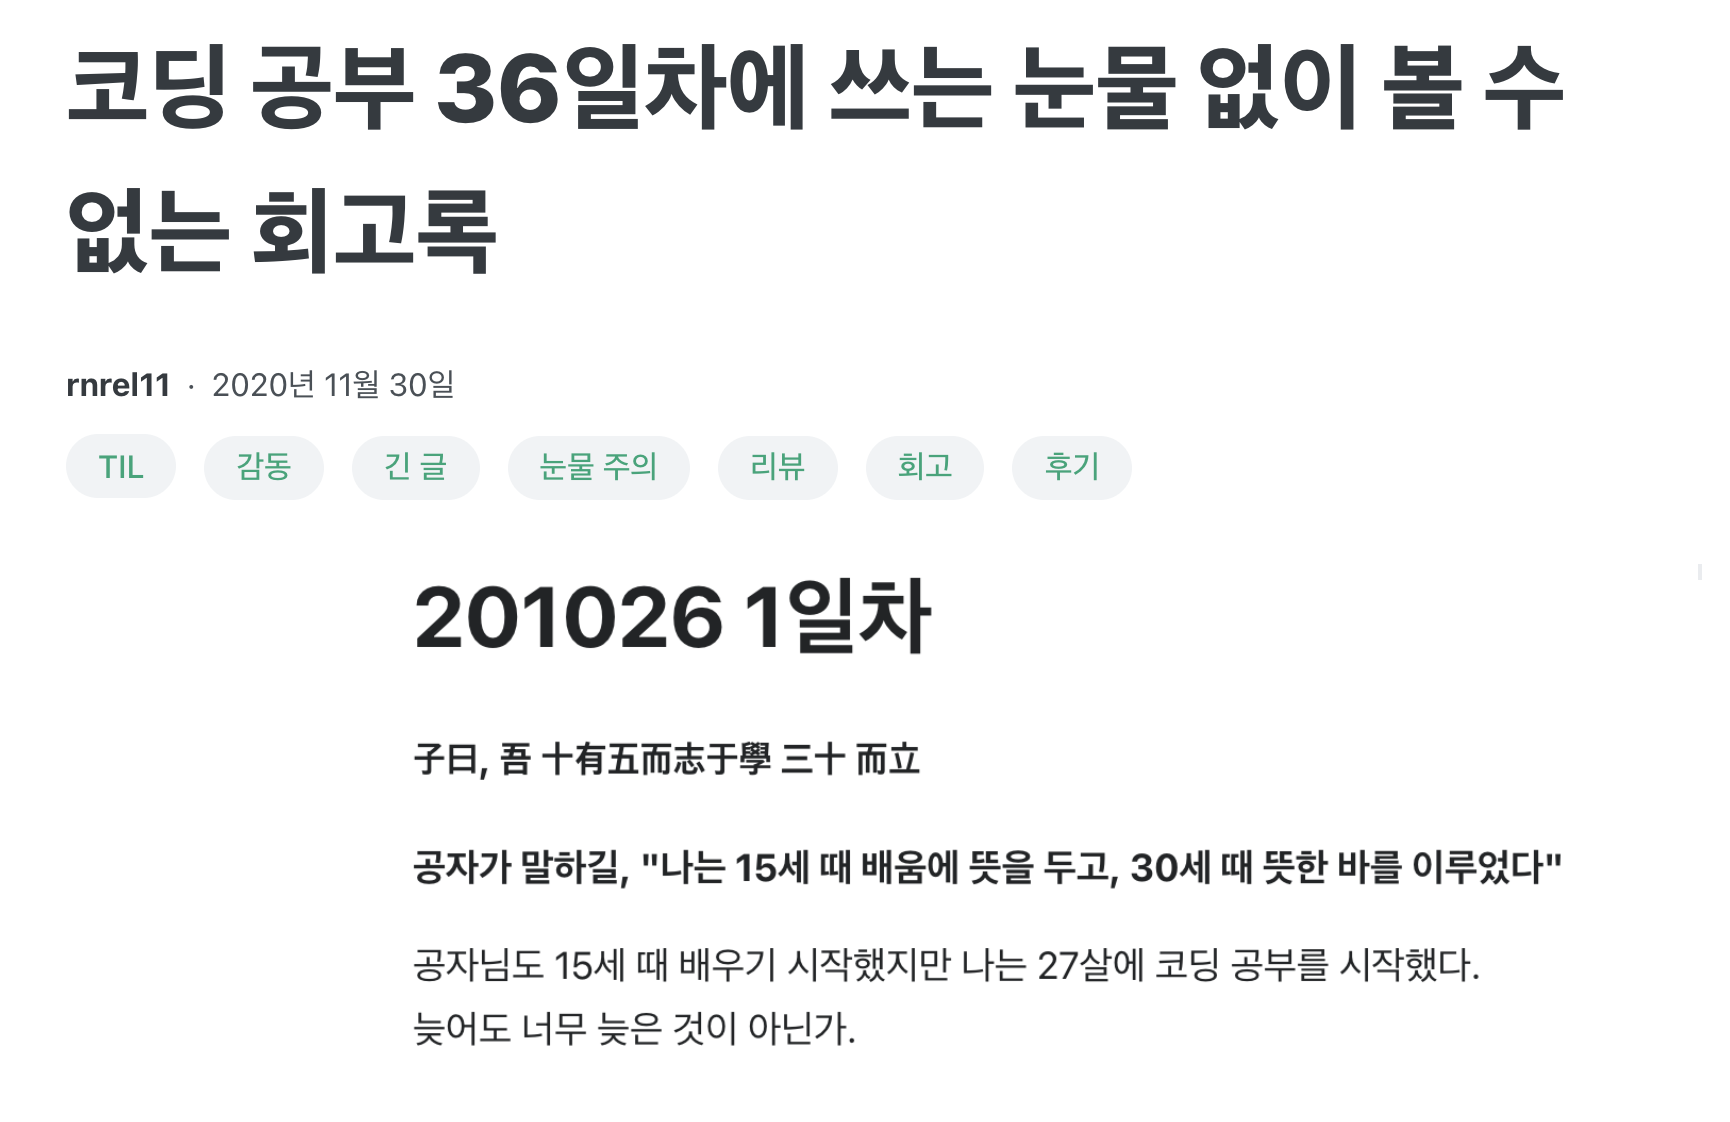 코딩 공부 36일차에 쓰는 눈물 없이 볼 수
없는 회고록
rnrel11 · 2020년 11월 30일
TIL 감동 긴 글 눈물 주의 리뷰 회고 후기
201026 1일차
子曰, 吾 十有五而志于學 三十 而立
공자가 말하길, "나는 15세 때 배움에 뜻을 두고, 30세 때 뜻한 바를 이루었다"
공자님도 15세 때 배우기 시작했지만 나는 27살에 코딩 공부를 시작했다.
늦어도 너무 늦은 것이 아닌가.